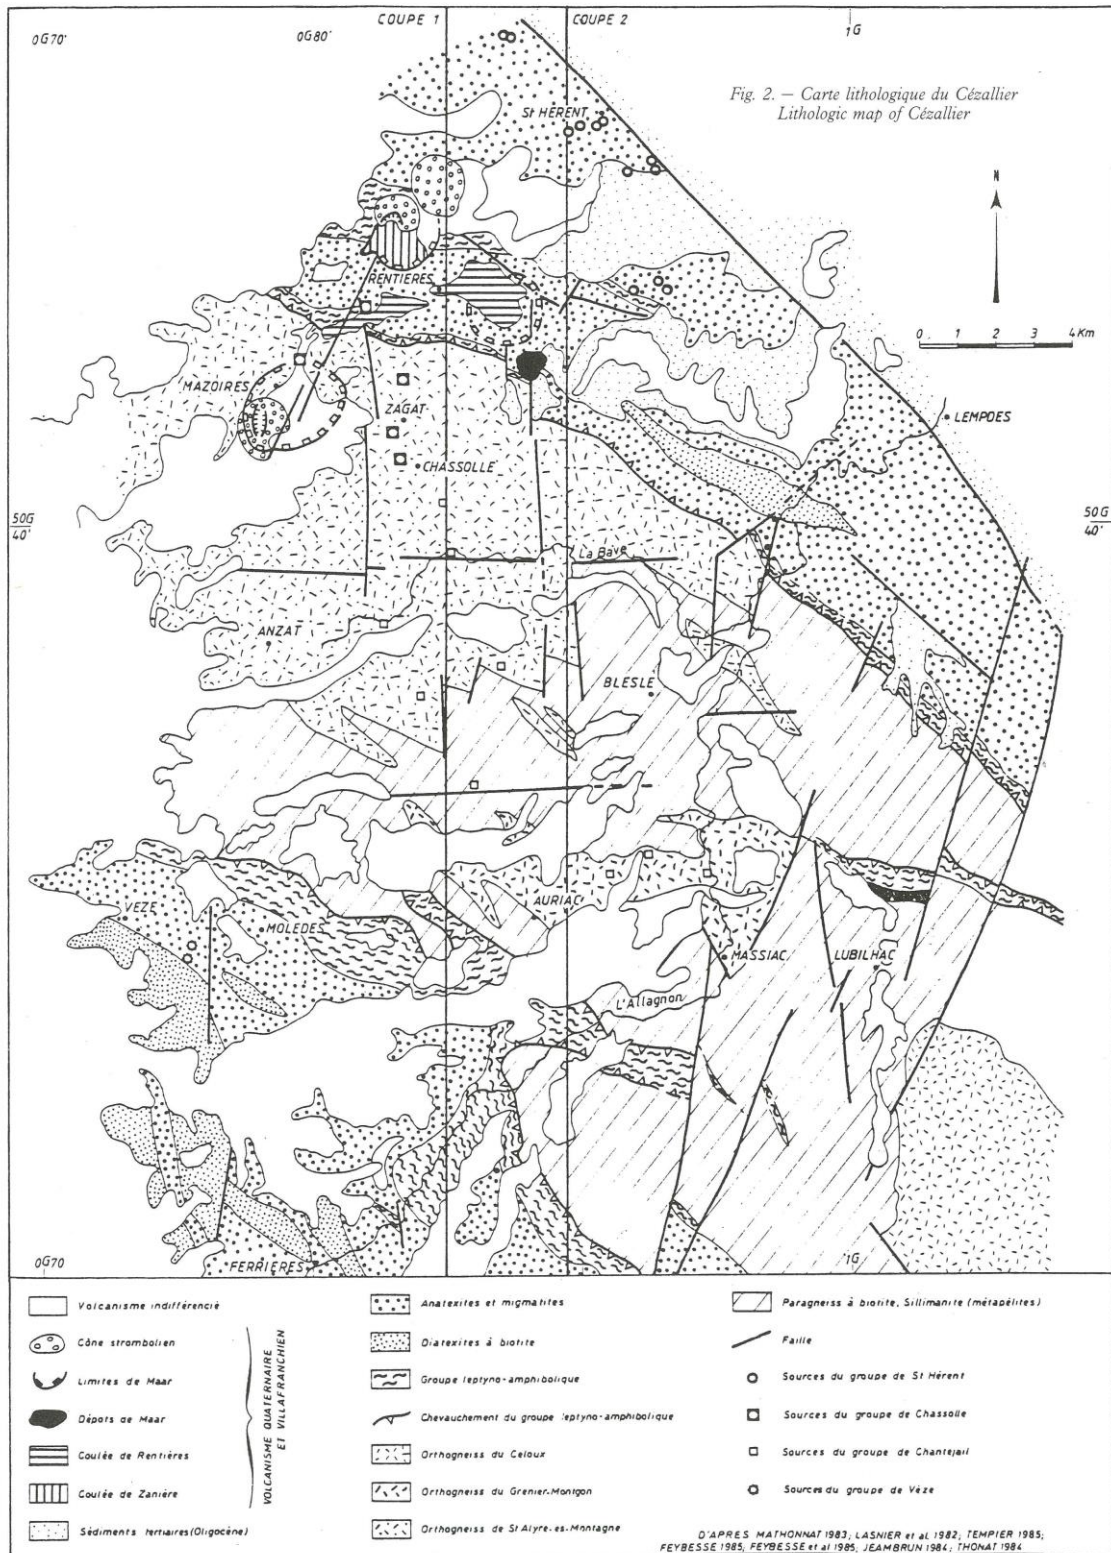 COUPE 1
COUPE 2
0G70'
0G80'
1G
Fig. 2. — Carte lithologique du Cézallier
Lithologic map of Cézallier
St HÉRENT
N
RENTIÈRES
0 1 2 3 4 Km
MAZOIRES
ZAGAT
LEMPDES
CHASSOLLE
50G
40'
50G
40'
La Bave
ANZAT
BLESLE
AURIAC
VEZE
MOLÈDES
MASSIAC
LUBILHAC
L'Allagnon
FERRIÈRES
0G70
1G
Volcanisme indifférencié
Cône strombolien
Limites de Maar
Dépots de Maar
Coulée de Rentières
Coulée de Zanière
Sédiments tertiaires (Oligocène)
VOLCANISME QUATERNAIRE
ET VILLAFRANCHIEN
Anatexites et migmatites
Diatexites à biotite
Groupe leptyno-amphibolique
Chevauchement du groupe leptyno-amphibolique
Orthogneiss du Celoux
Orthogneiss du Grenier-Montgon
Orthogneiss de St Alyre-es-Montagne
Paragneiss à biotite, Sillimanite (métapélites)
Faille
Sources du groupe de St Hérent
Sources du groupe de Chassolle
Sources du groupe de Chantejail
Sources du groupe de Vèze
D'APRES MATHONNAT 1983; LASNIER et al. 1982; TEMPIER 1985;
FEYBESSE 1985; FEYBESSE et al 1985; JEAMBRUN 1984; THONAT 1984